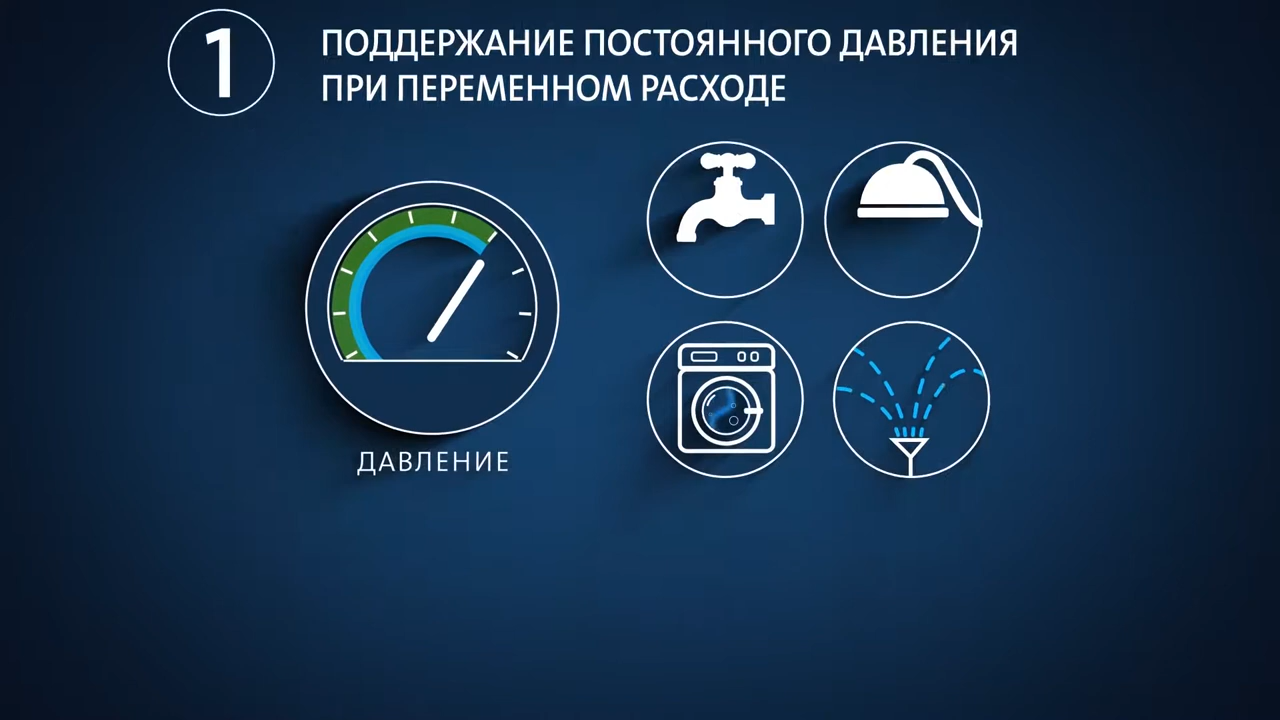 1
ПОДДЕРЖАНИЕ ПОСТОЯННОГО ДАВЛЕНИЯ
ПРИ ПЕРЕМЕННОМ РАСХОДЕ
ДАВЛЕНИЕ